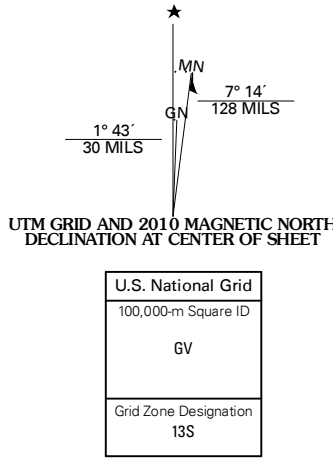 ★
MN
7° 14´
128 MILS
GN
1° 43´
30 MILS
UTM GRID AND 2010 MAGNETIC NORTH
DECLINATION AT CENTER OF SHEET
U.S. National Grid
100,000-m Square ID
GV
Grid Zone Designation
13S